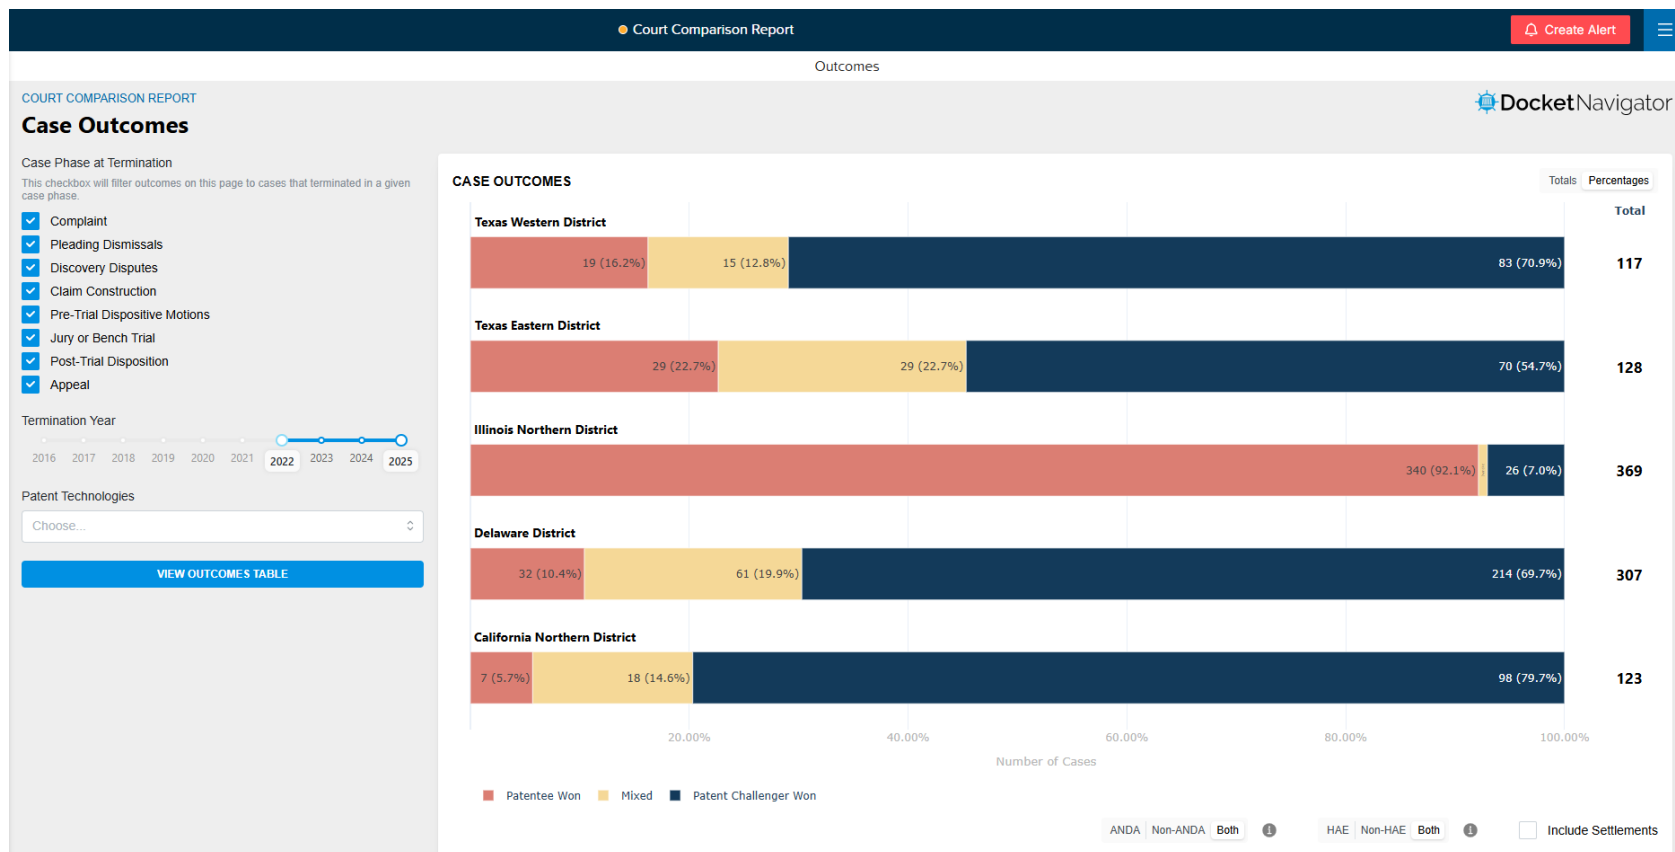 Court Comparison Report
Create Alert
Outcomes
COURT COMPARISON REPORT
DocketNavigator
Case Outcomes
Case Phase at Termination
This checkbox will filter outcomes on this page to cases that terminated in a given
case phase.
Complaint
Pleading Dismissals
Discovery Disputes
Claim Construction
Pre-Trial Dispositive Motions
Jury or Bench Trial
Post-Trial Disposition
Appeal
Termination Year
2016 2017 2018 2019 2020 2021 2022 2023 2024 2025
Patent Technologies
Choose...
VIEW OUTCOMES TABLE
CASE OUTCOMES
Totals Percentages
Total
Texas Western District
19 (16.2%) 15 (12.8%) 83 (70.9%) 117
Texas Eastern District
29 (22.7%) 29 (22.7%) 70 (54.7%) 128
Illinois Northern District
340 (92.1%) 26 (7.0%) 369
Delaware District
32 (10.4%) 61 (19.9%) 214 (69.7%) 307
California Northern District
7 (5.7%) 18 (14.6%) 98 (79.7%) 123
20.00% 40.00% 60.00% 80.00% 100.00%
Number of Cases
Patentee Won Mixed Patent Challenger Won
ANDA Non-ANDA Both HAE Non-HAE Both Include Settlements